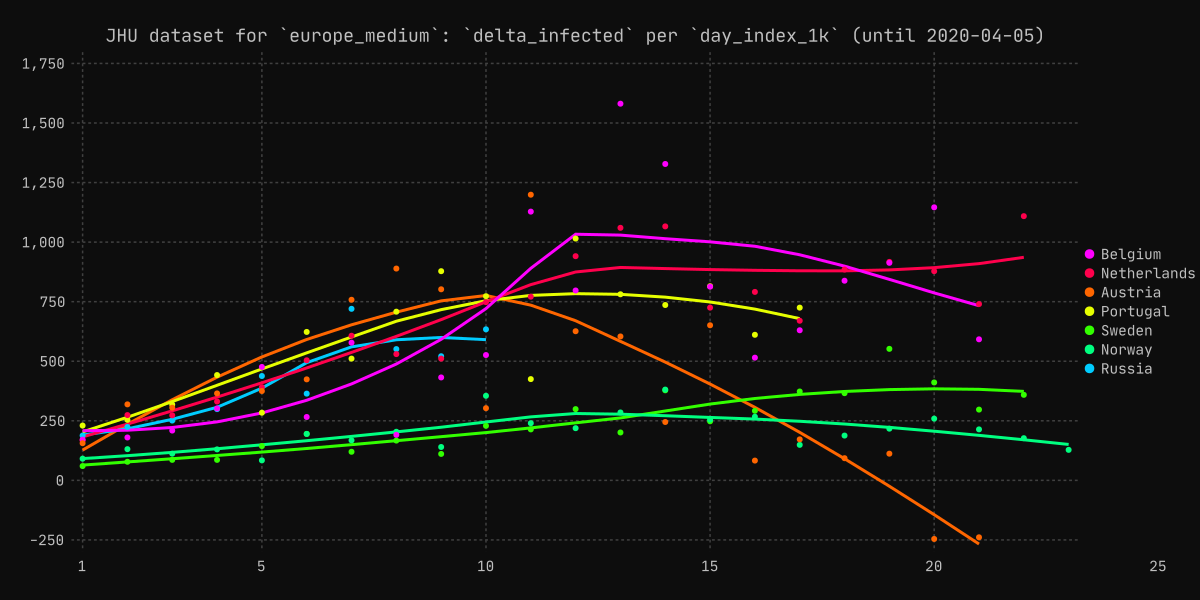 JHU dataset for `europe_medium`: `delta_infected` per `day_index_1k` (until 2020-04-05)
1,750
1,500
1,250
1,000
750
500
250
0
−250
1 5 10 15 20 25
Belgium
Netherlands
Austria
Portugal
Sweden
Norway
Russia